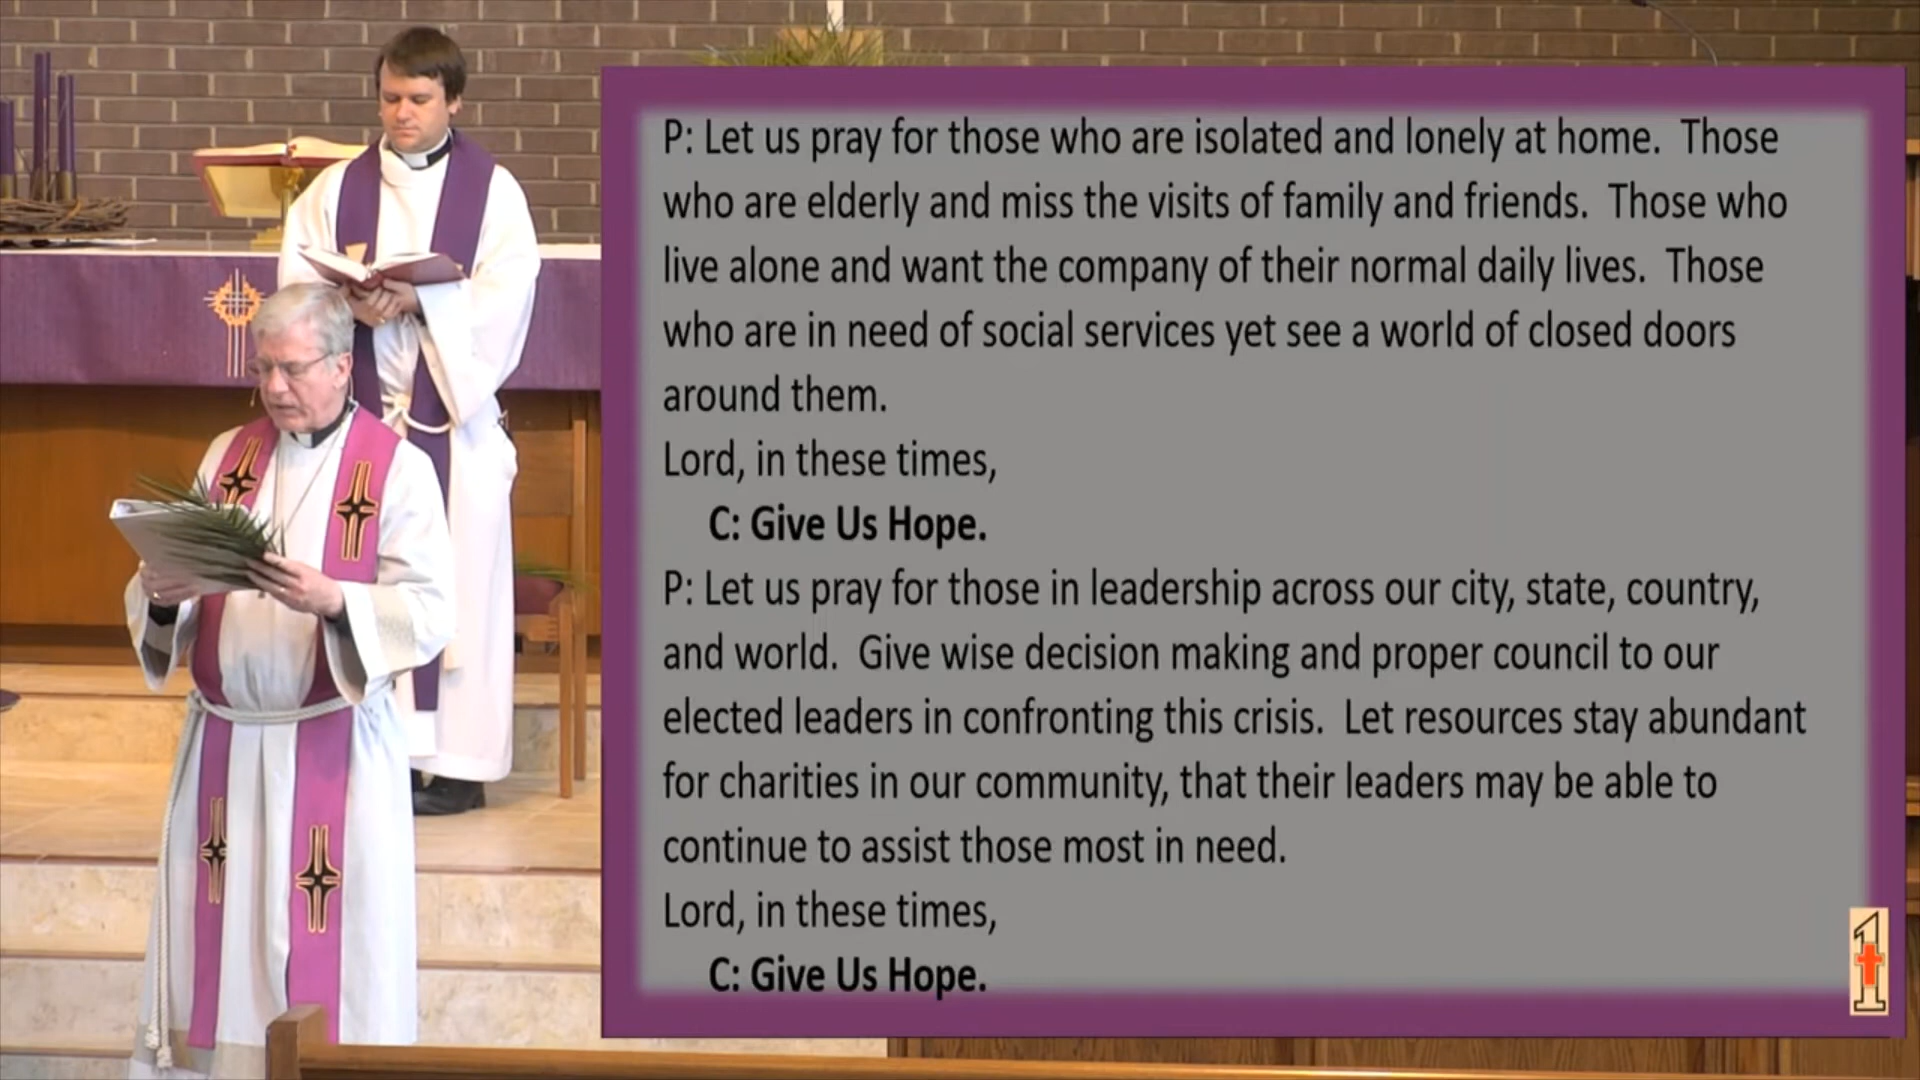 P: Let us pray for those who are isolated and lonely at home.  Those
who are elderly and miss the visits of family and friends.  Those who
live alone and want the company of their normal daily lives.  Those
who are in need of social services yet see a world of closed doors
around them.
Lord, in these times,
C: Give Us Hope.
P: Let us pray for those in leadership across our city, state, country,
and world.  Give wise decision making and proper council to our
elected leaders in confronting this crisis.  Let resources stay abundant
for charities in our community, that their leaders may be able to
continue to assist those most in need.
Lord, in these times,
C: Give Us Hope.
1